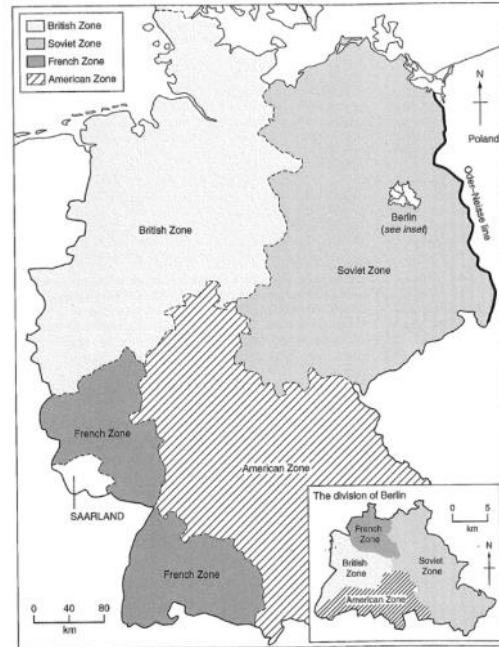 British Zone
Soviet Zone
French Zone
American Zone
N
Poland
Oder–Neisse line
Berlin
(see inset)
British Zone
Soviet Zone
French Zone
American Zone
SAARLAND
French Zone
0 40 80
km
The division of Berlin
0 5
km
French
Zone
N
British
Zone
Soviet
Zone
American Zone